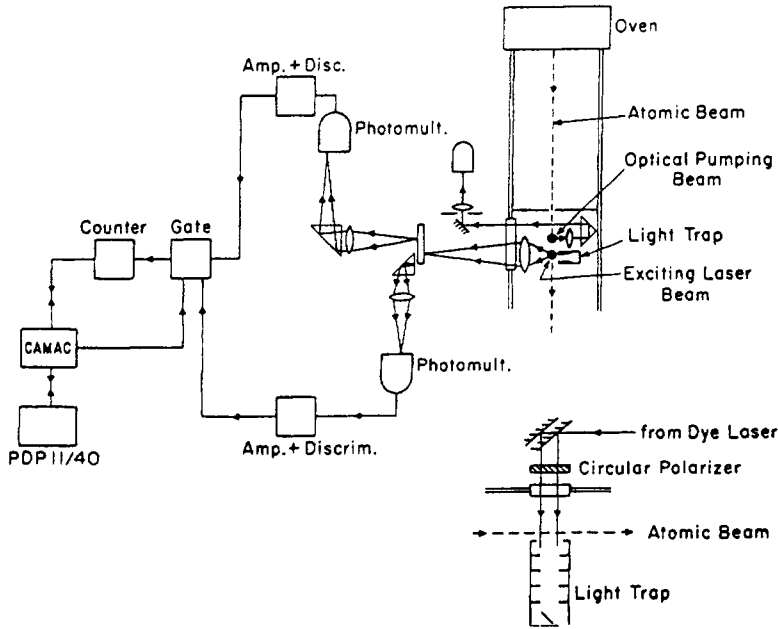 Oven
Amp. + Disc.
Photomult.
Atomic Beam
Optical Pumping
Beam
Counter
Gate
Light Trap
Exciting Laser
Beam
CAMAC
Photomult.
PDP 11/40
Amp. + Discrim.
from Dye Laser
Circular Polarizer
Atomic Beam
Light Trap